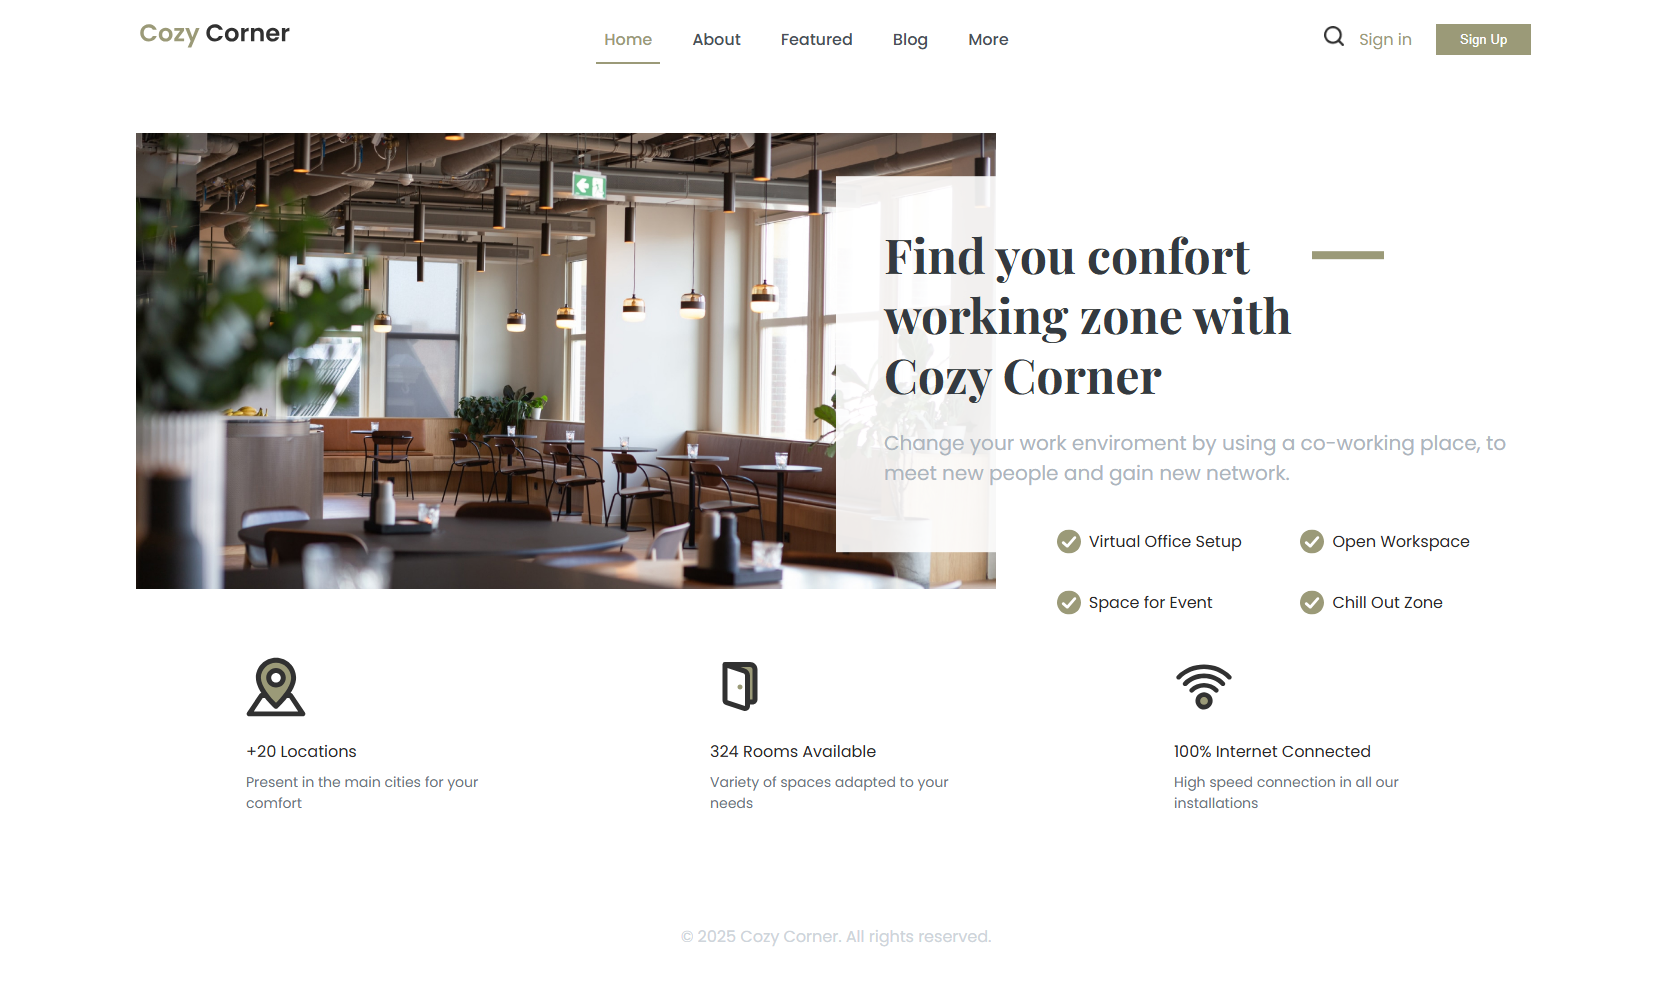 Cozy Corner
Home About Featured Blog More
Sign in
Sign Up
Find you confort
working zone with
Cozy Corner
Change your work enviroment by using a co-working place, to
meet new people and gain new network.
Virtual Office Setup
Open Workspace
Space for Event
Chill Out Zone
+20 Locations
Present in the main cities for your
comfort
324 Rooms Available
Variety of spaces adapted to your
needs
100% Internet Connected
High speed connection in all our
installations
© 2025 Cozy Corner. All rights reserved.